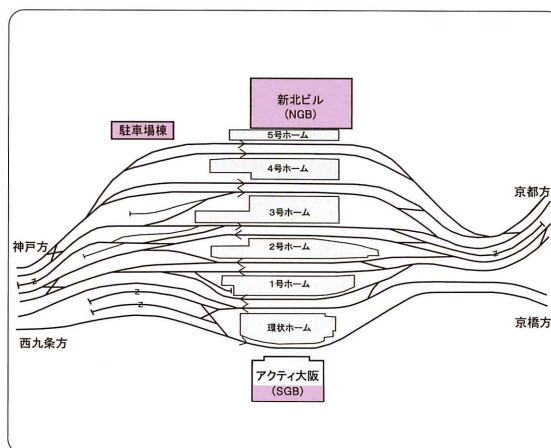 新北ビル
(NGB)
駐車場棟
5号ホーム
4号ホーム
京都方
3号ホーム
神戸方
2号ホーム
z
z
1号ホーム
z
z
環状ホーム
京橋方
西九条方
アクティ大阪
(SGB)